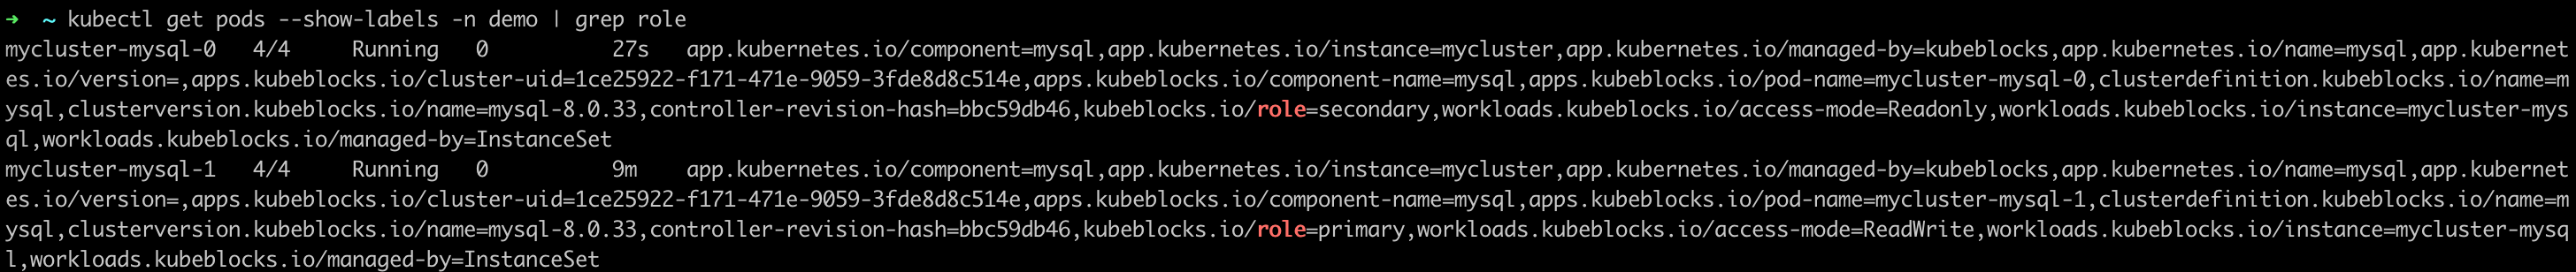 ➜  ~ kubectl get pods --show-labels -n demo | grep role
mycluster-mysql-0   4/4     Running   0          27s   app.kubernetes.io/component=mysql,app.kubernetes.io/instance=mycluster,app.kubernetes.io/managed-by=kubeblocks,app.kubernetes.io/name=mysql,app.kubernet
es.io/version=,apps.kubeblocks.io/cluster-uid=1ce25922-f171-471e-9059-3fde8d8c514e,apps.kubeblocks.io/component-name=mysql,apps.kubeblocks.io/pod-name=mycluster-mysql-0,clusterdefinition.kubeblocks.io/name=m
ysql,clusterversion.kubeblocks.io/name=mysql-8.0.33,controller-revision-hash=bbc59db46,kubeblocks.io/role=secondary,workloads.kubeblocks.io/access-mode=Readonly,workloads.kubeblocks.io/instance=mycluster-mys
ql,workloads.kubeblocks.io/managed-by=InstanceSet
mycluster-mysql-1   4/4     Running   0          9m    app.kubernetes.io/component=mysql,app.kubernetes.io/instance=mycluster,app.kubernetes.io/managed-by=kubeblocks,app.kubernetes.io/name=mysql,app.kubernet
es.io/version=,apps.kubeblocks.io/cluster-uid=1ce25922-f171-471e-9059-3fde8d8c514e,apps.kubeblocks.io/component-name=mysql,apps.kubeblocks.io/pod-name=mycluster-mysql-1,clusterdefinition.kubeblocks.io/name=m
ysql,clusterversion.kubeblocks.io/name=mysql-8.0.33,controller-revision-hash=bbc59db46,kubeblocks.io/role=primary,workloads.kubeblocks.io/access-mode=ReadWrite,workloads.kubeblocks.io/instance=mycluster-mysq
l,workloads.kubeblocks.io/managed-by=InstanceSet